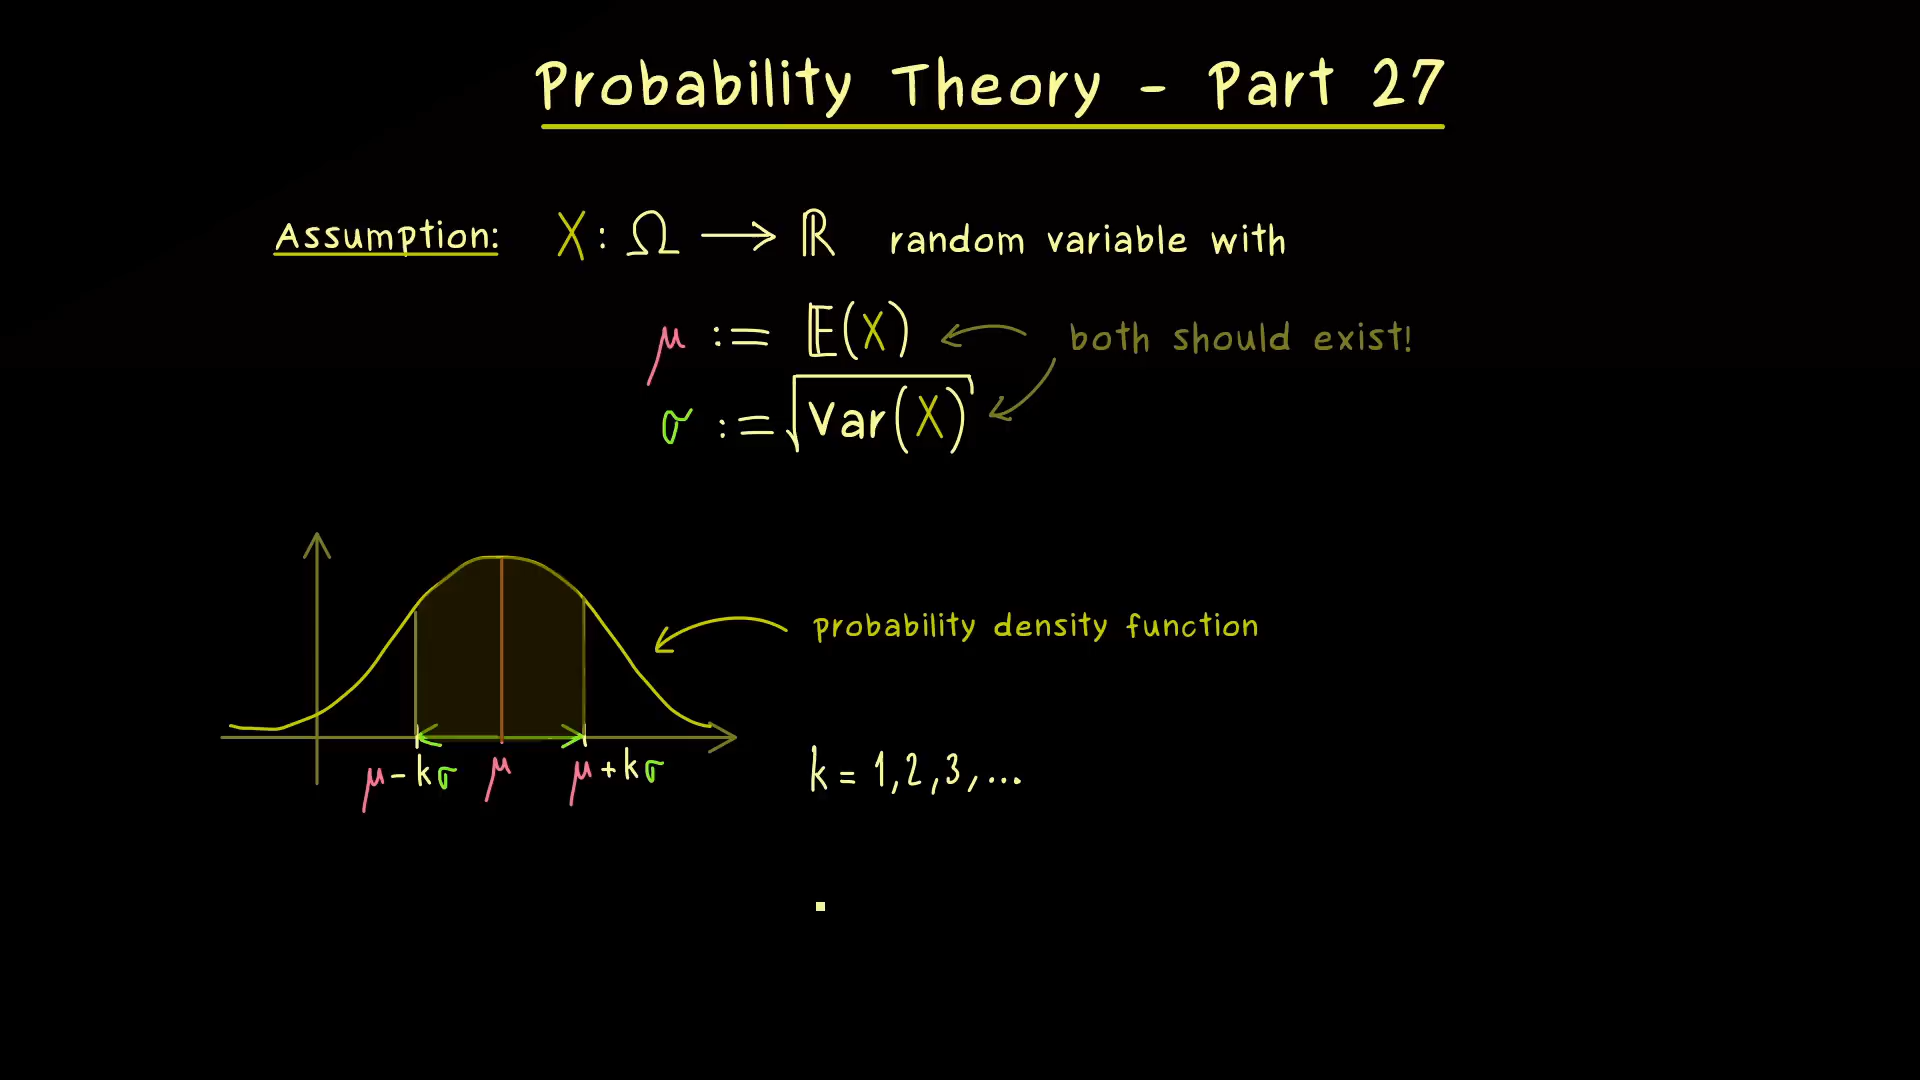 Probability Theory - Part 27
Assumption: X : Ω → ℝ random variable with
μ := 𝔼(X) both should exist!
σ := √Var(X)
probability density function
μ-kσ μ μ+kσ
k = 1,2,3,...